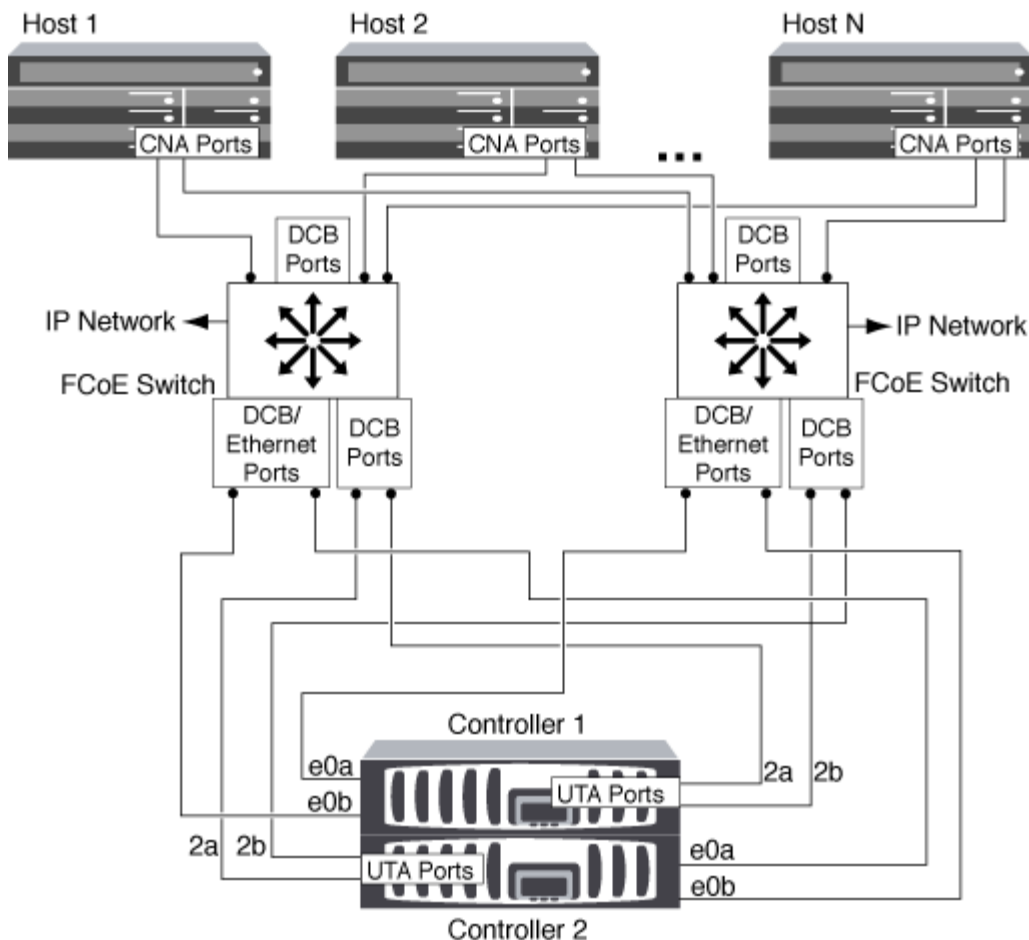 Host 1
Host 2
Host N
CNA Ports
CNA Ports
CNA Ports
DCB
Ports
DCB
Ports
IP Network
IP Network
FCoE Switch
FCoE Switch
DCB/
Ethernet
Ports
DCB
Ports
DCB/
Ethernet
Ports
DCB
Ports
Controller 1
e0a
2a
2b
UTA Ports
e0b
2a
2b
e0a
UTA Ports
e0b
Controller 2